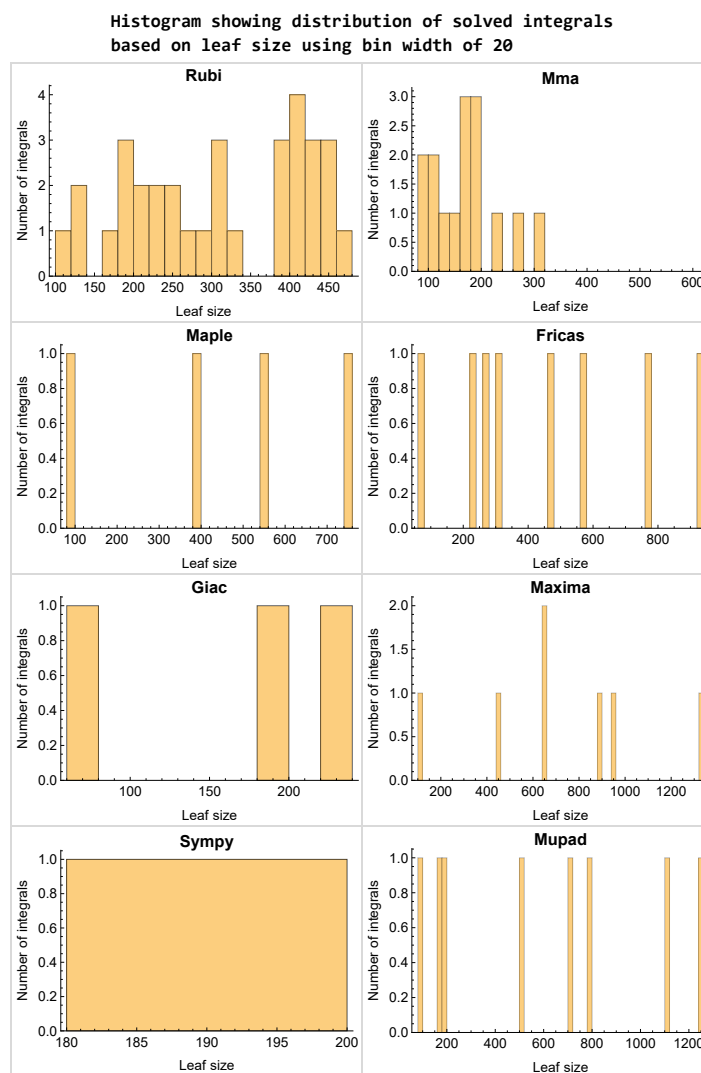 Histogram showing distribution of solved integrals
based on leaf size using bin width of 20
Rubi
Number of integrals
4
3
2
1
0
100 150 200 250 300 350 400 450
Leaf size
Mma
Number of integrals
3.0
2.5
2.0
1.5
1.0
0.5
0.0
100 200 300 400 500 600
Leaf size
Maple
Number of integrals
1.0
0.8
0.6
0.4
0.2
0.0
100 200 300 400 500 600 700
Leaf size
Fricas
Number of integrals
1.0
0.8
0.6
0.4
0.2
0.0
200 400 600 800
Leaf size
Giac
Number of integrals
1.0
0.8
0.6
0.4
0.2
0.0
100 150 200
Leaf size
Maxima
Number of integrals
2.0
1.5
1.0
0.5
0.0
200 400 600 800 1000 1200
Leaf size
Sympy
Number of integrals
1.0
0.8
0.6
0.4
0.2
0.0
180 185 190 195 200
Leaf size
Mupad
Number of integrals
1.0
0.8
0.6
0.4
0.2
0.0
200 400 600 800 1000 1200
Leaf size